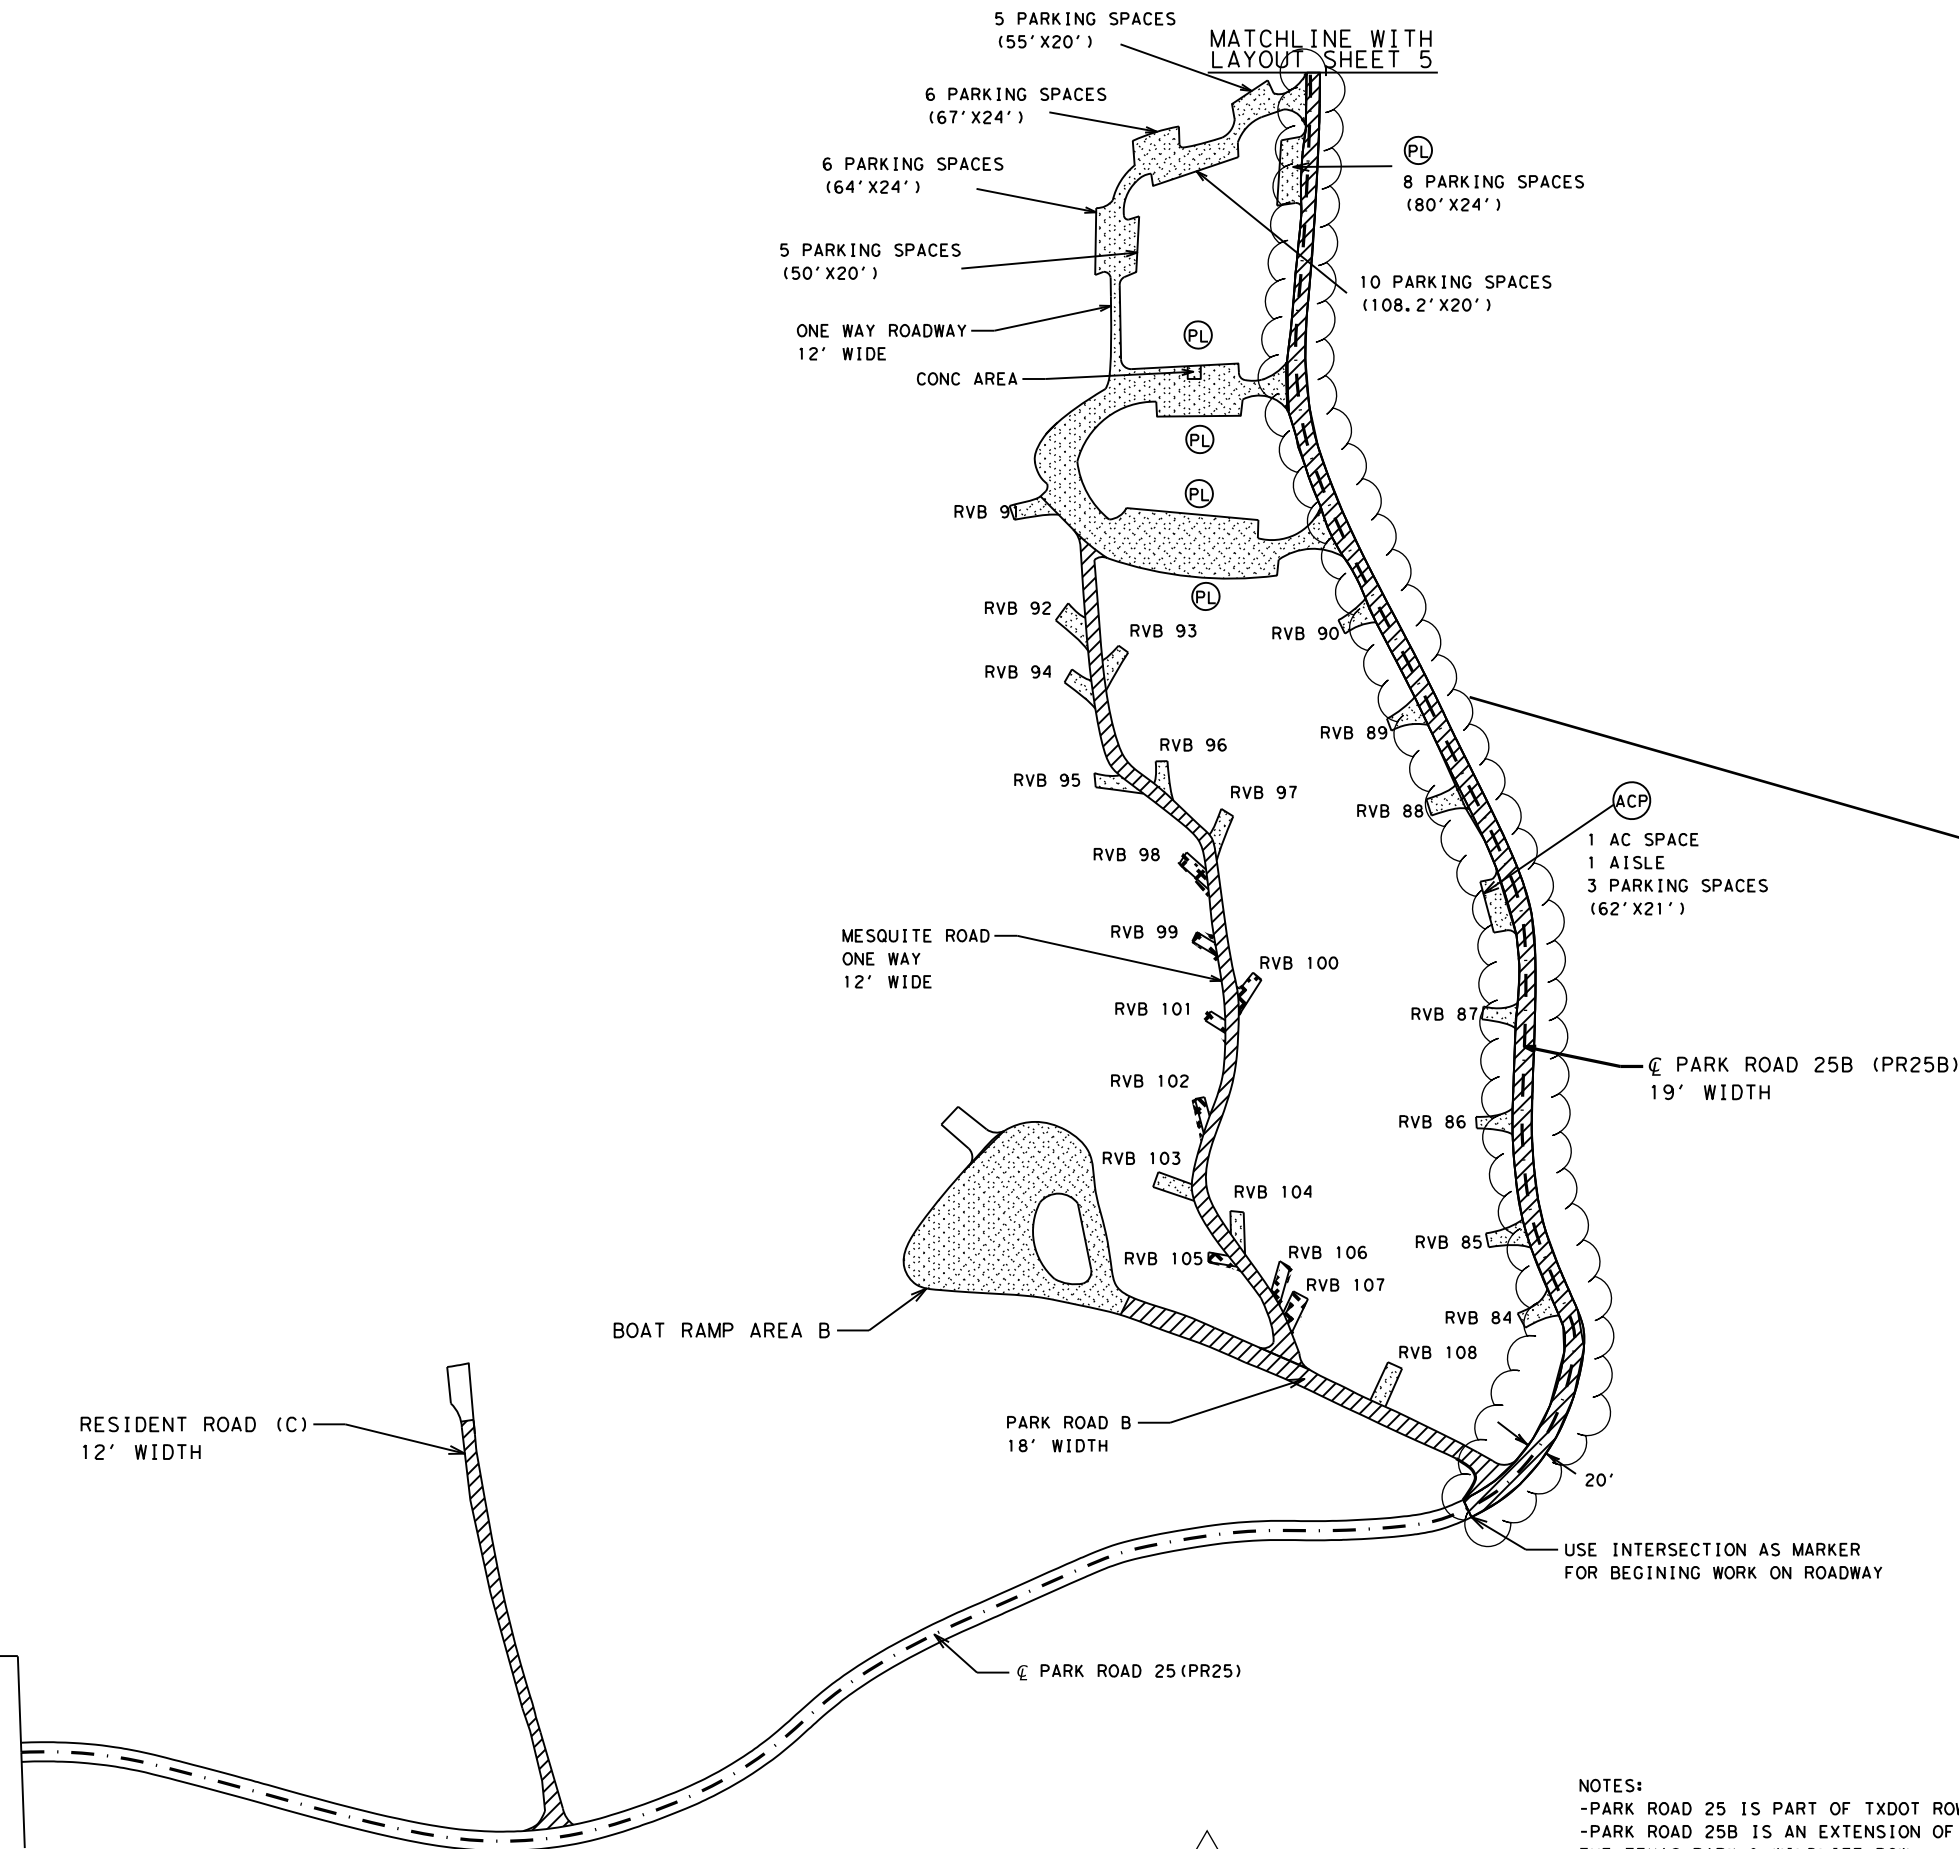 5 PARKING SPACES
(55'X20')
MATCHLINE WITH
LAYOUT SHEET 5
6 PARKING SPACES
(67'X24')
PL
8 PARKING SPACES
(80'X24')
6 PARKING SPACES
(64'X24')
5 PARKING SPACES
(50'X20')
10 PARKING SPACES
(108.2'X20')
ONE WAY ROADWAY
12' WIDE
PL
CONC AREA
PL
PL
RVB 91
PL
RVB 92
RVB 93
RVB 90
RVB 94
RVB 89
RVB 96
RVB 95
RVB 97
RVB 88
ACP
1 AC SPACE
1 AISLE
3 PARKING SPACES
(62'X21')
RVB 98
RVB 99
MESQUITE ROAD
ONE WAY
12' WIDE
RVB 100
RVB 101
RVB 87
℄ PARK ROAD 25B (PR25B)
19' WIDTH
RVB 102
RVB 86
RVB 103
RVB 104
RVB 85
RVB 105
RVB 106
RVB 107
RVB 84
BOAT RAMP AREA B
RVB 108
RESIDENT ROAD (C)
12' WIDTH
PARK ROAD B
18' WIDTH
20'
USE INTERSECTION AS MARKER
FOR BEGINING WORK ON ROADWAY
℄ PARK ROAD 25(PR25)
NOTES:
-PARK ROAD 25 IS PART OF TXDOT ROW
-PARK ROAD 25B IS AN EXTENSION OF